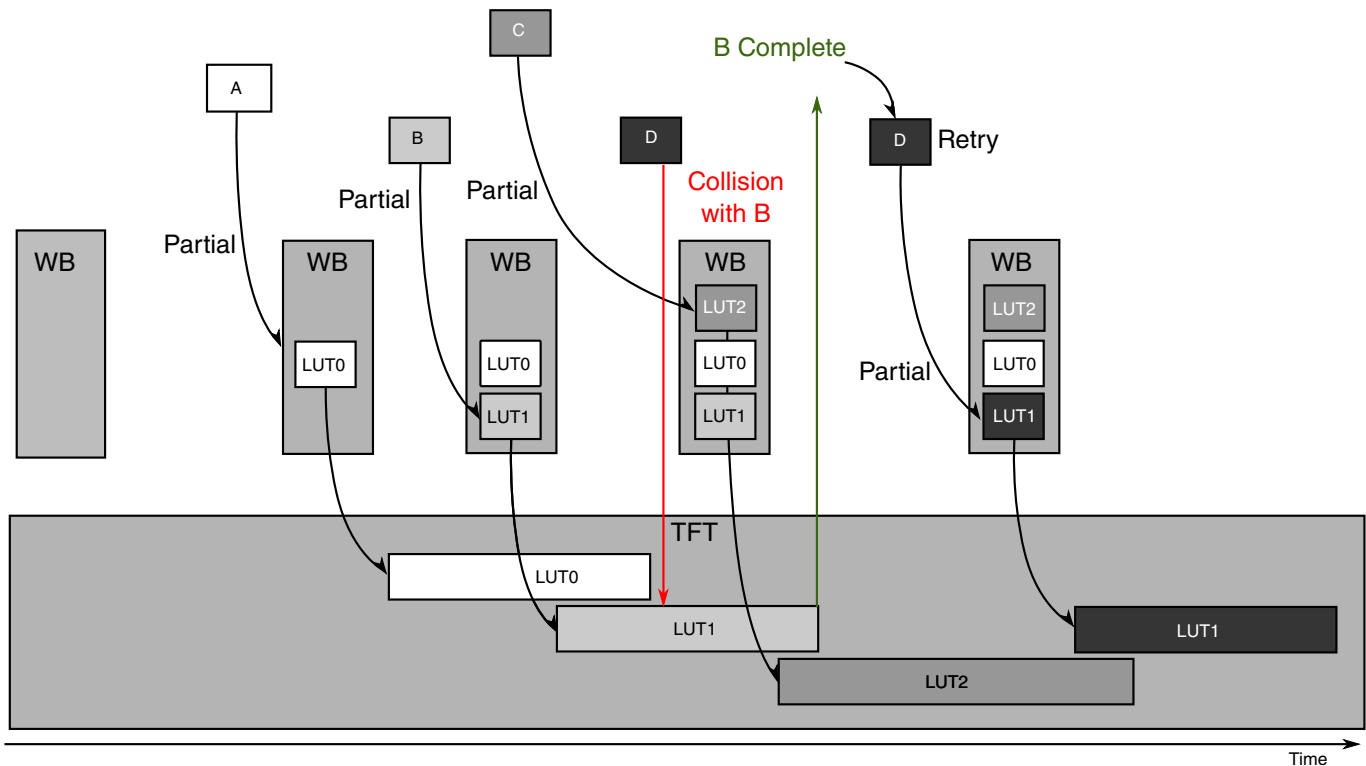 C
B Complete
A
B
D
D
Retry
Partial
Partial
Partial
Collision
with B
WB
WB
WB
WB
WB
LUT2
LUT2
LUT0
LUT0
LUT0
LUT0
Partial
LUT1
LUT1
LUT1
TFT
LUT0
LUT1
LUT1
LUT2
Time